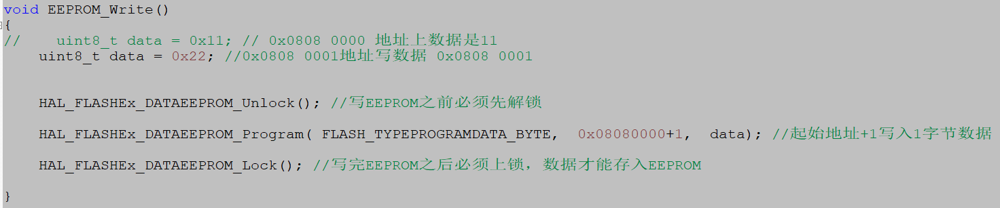 void EEPROM_Write()
{
//    uint8_t data = 0x11; // 0x0808 0000 地址上数据是11
    uint8_t data = 0x22; //0x0808 0001地址写数据 0x0808 0001
    HAL_FLASHEx_DATAEEPROM_Unlock(); //写EEPROM之前必须先解锁
    HAL_FLASHEx_DATAEEPROM_Program( FLASH_TYPEPROGRAMDATA_BYTE,  0x08080000+1,  data); //起始地址+1写入1字节数据
    HAL_FLASHEx_DATAEEPROM_Lock(); //写完EEPROM之后必须上锁，数据才能存入EEPROM
}